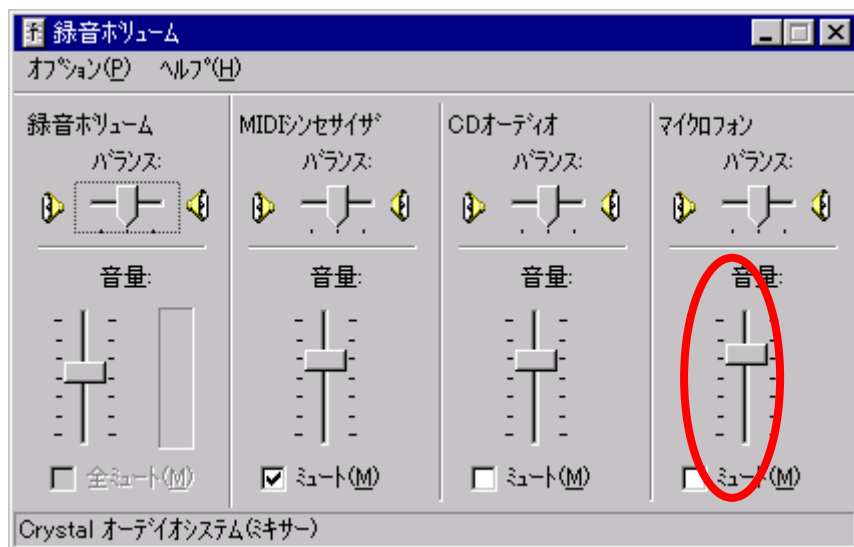 録音ボリューム
オプション(P) ヘルプ(H)
録音ボリューム
バランス:
音量:
全ミュート(M)
MIDIシンセサイザ
バランス:
音量:
ミュート(M)
CDオーディオ
バランス:
音量:
ミュート(M)
マイクロフォン
バランス:
音量:
ミュート(M)
Crystal オーデイオシステム(ミキサー)